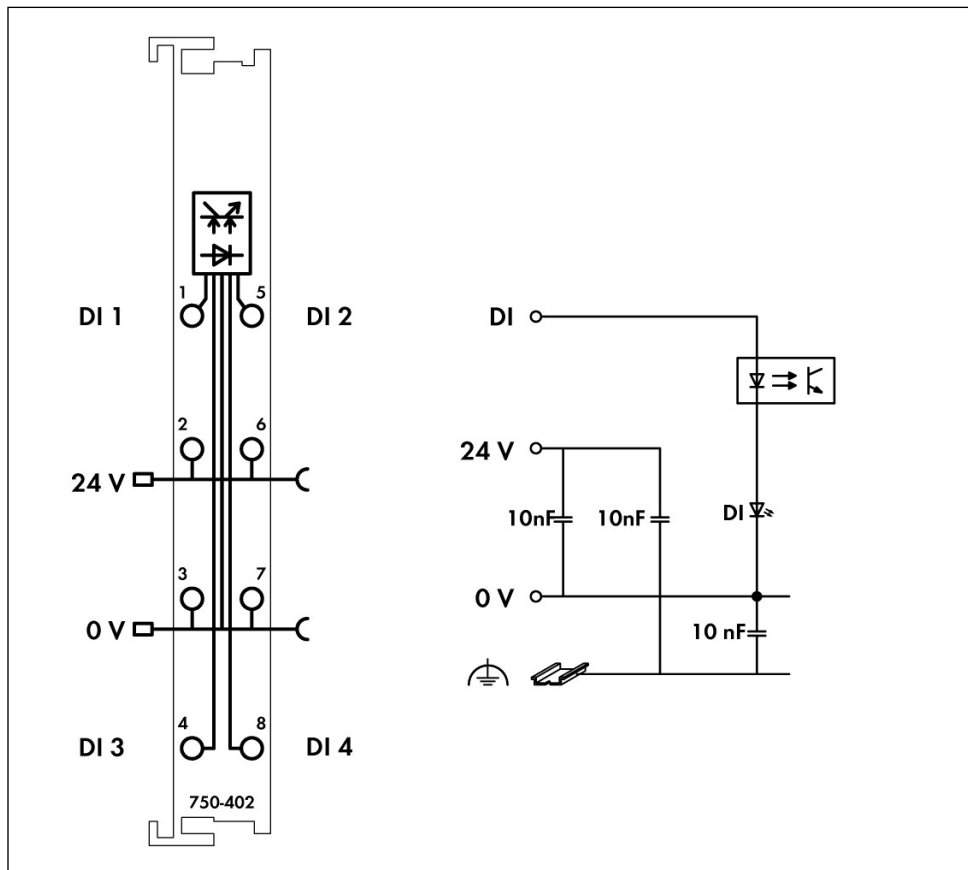 1 5
DI 1 DI 2
2 6
24 V
3 7
0 V
4 8
DI 3 DI 4
750-402
DI
24 V
10nF 10nF
DI
0 V
10 nF